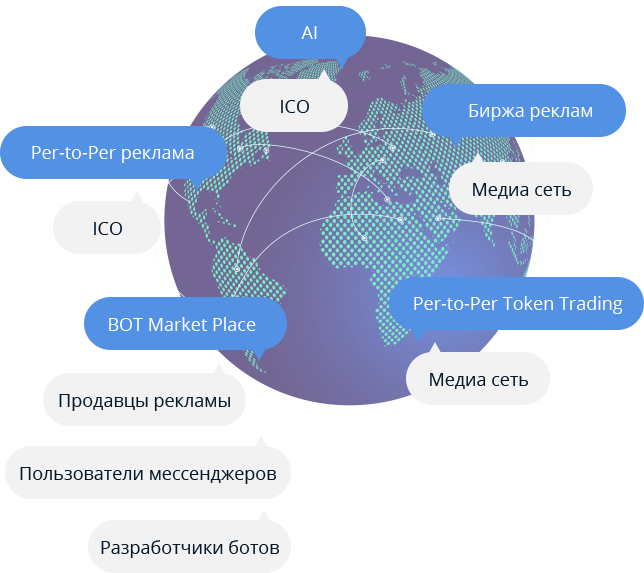 AI
ICO
Биржа реклам
Per-to-Per реклама
Медиа сеть
ICO
Per-to-Per Token Trading
BOT Market Place
Медиа сеть
Продавцы рекламы
Пользователи мессенджеров
Разработчики ботов